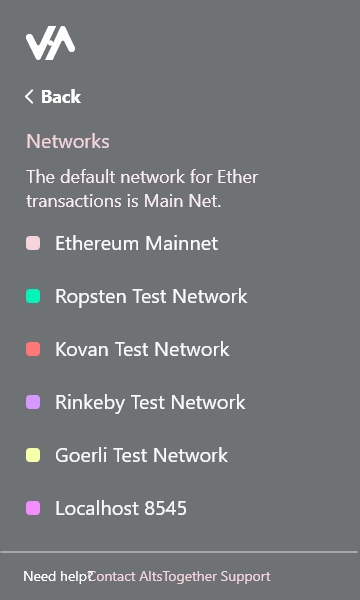 Back
Networks
The default network for Ether
transactions is Main Net.
Ethereum Mainnet
Ropsten Test Network
Kovan Test Network
Rinkeby Test Network
Goerli Test Network
Localhost 8545
Need help?Contact AltsTogether Support